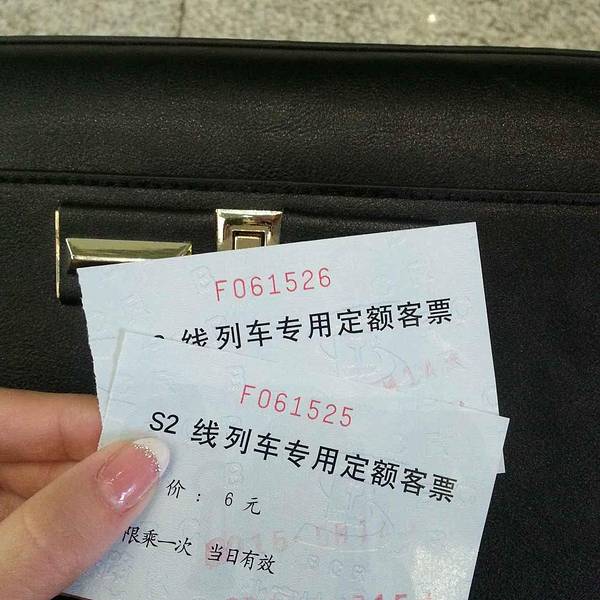 F061526
线列车专用定额客票
F061525
S2 线列车专用定额客票
价：6 元
限乘一次 当日有效